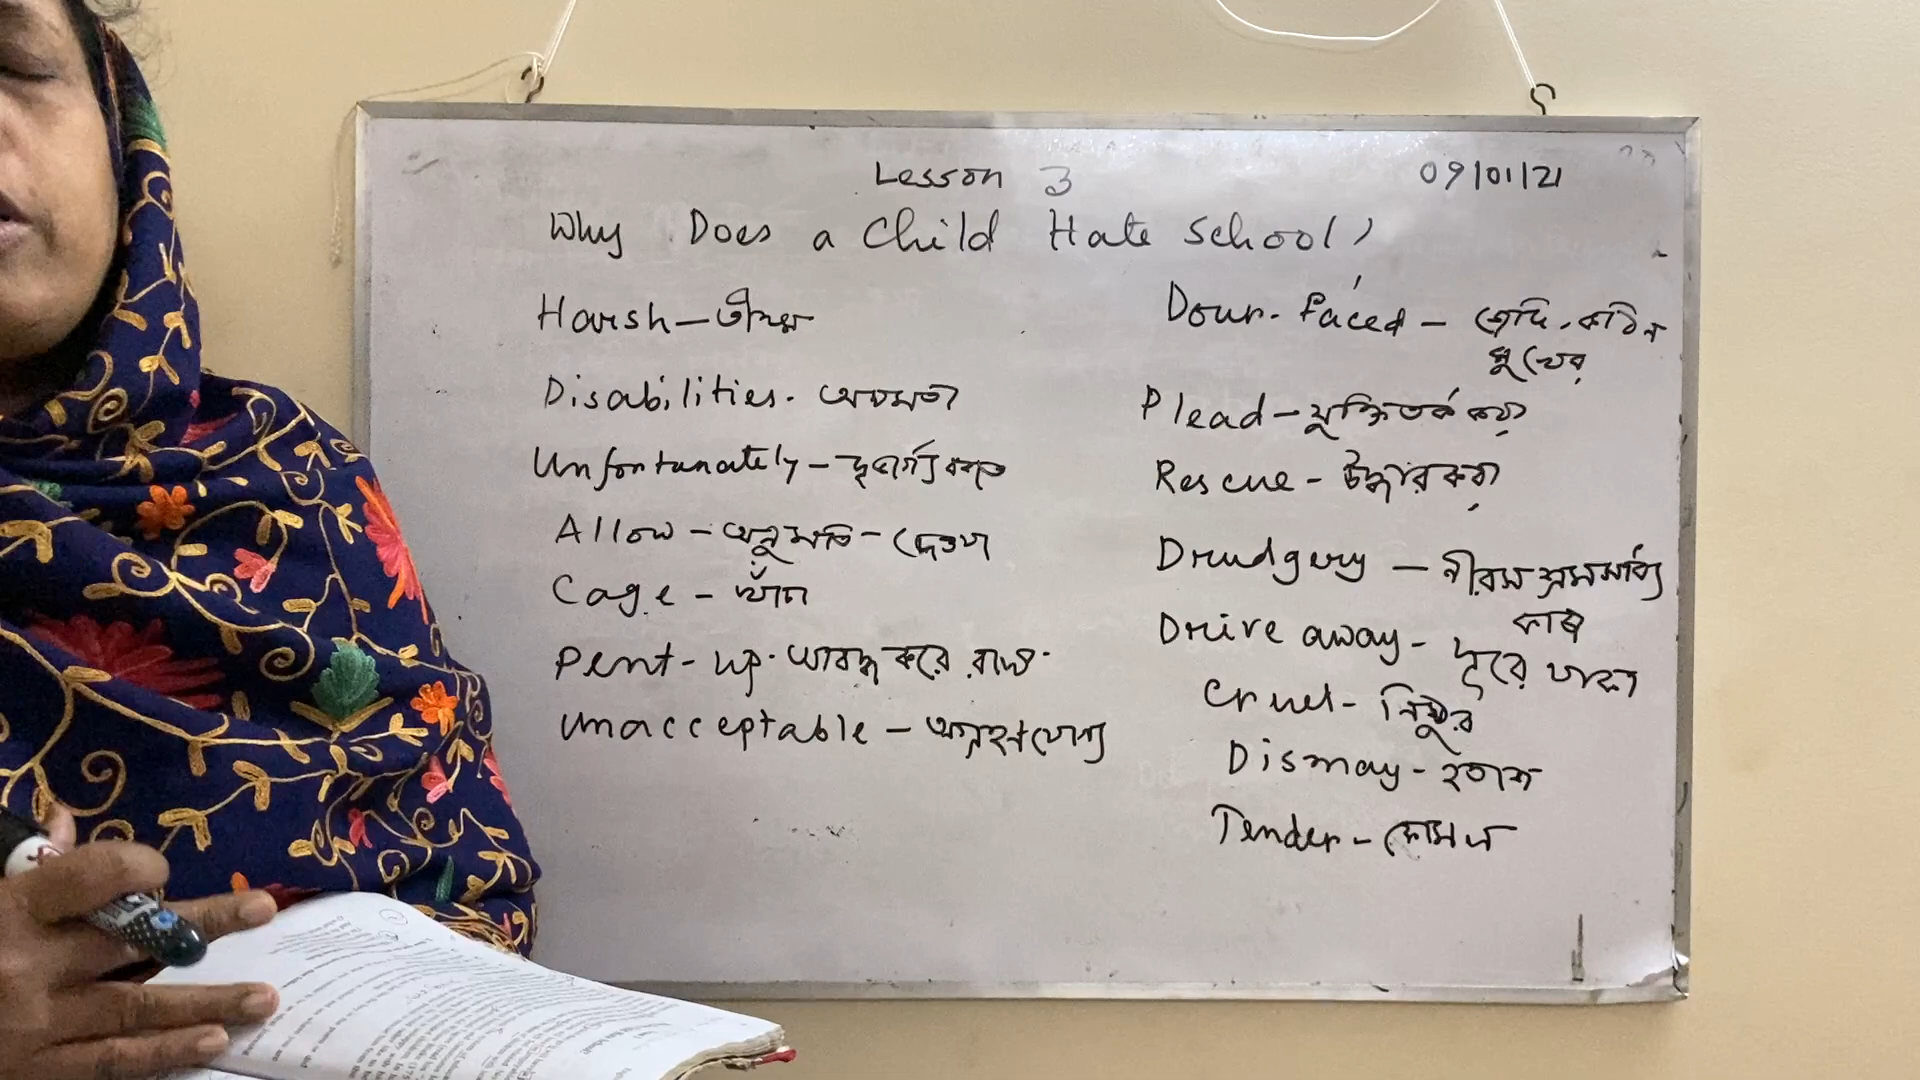 Lesson 3
09/01/21
Why Does a Child Hate School?
Harsh –
Disabilities. অক্ষমতা
Unfortunately – দুর্ভাগ্য বশত
Allow – অনুমতি – দেওয়া
Cage – খাঁচা
Pent - up. আবদ্ধ করে রাখা.
Unacceptable – অগ্রহণযোগ্য
Dour. Faced – জেদি. কঠিন
মুখের
Plead – যুক্তিতর্ক করা
Rescue – উদ্ধার করা
Drudgery – নীরস শ্রমসাধ্য
কাজ
Drive away – দূরে
Cruel – নিষ্ঠুর
Dismay – হতাশ
Tender – কোমল